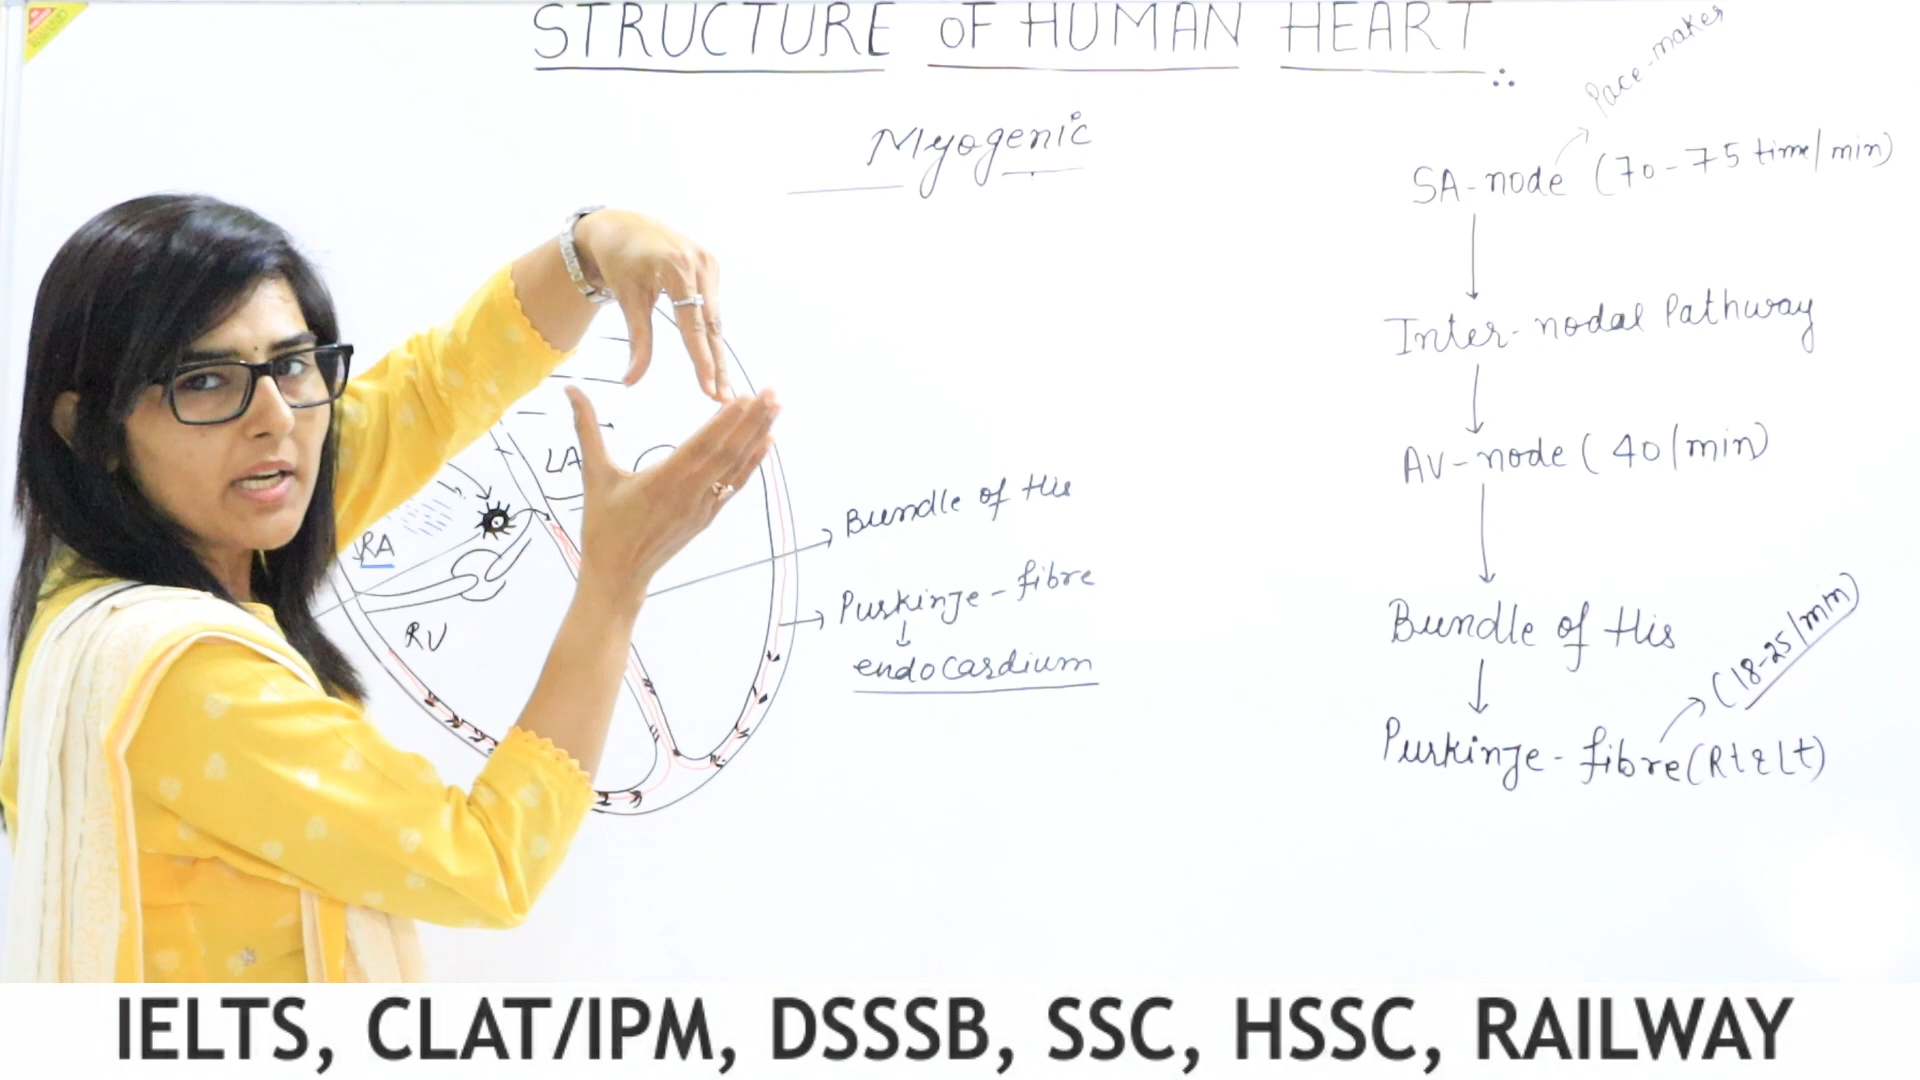 STRUCTURE OF HUMAN HEART
Pace-maker
Myogenic
SA-node (70-75 time/min)
Inter-nodal Pathway
AV-node (40/min)
LA
RA
RV
Bundle of His
Purkinje-fibre
endocardium
Bundle of His
(18-25/min)
Purkinje-fibre (Rt & Lt)
IELTS, CLAT/IPM, DSSSB, SSC, HSSC, RAILWAY